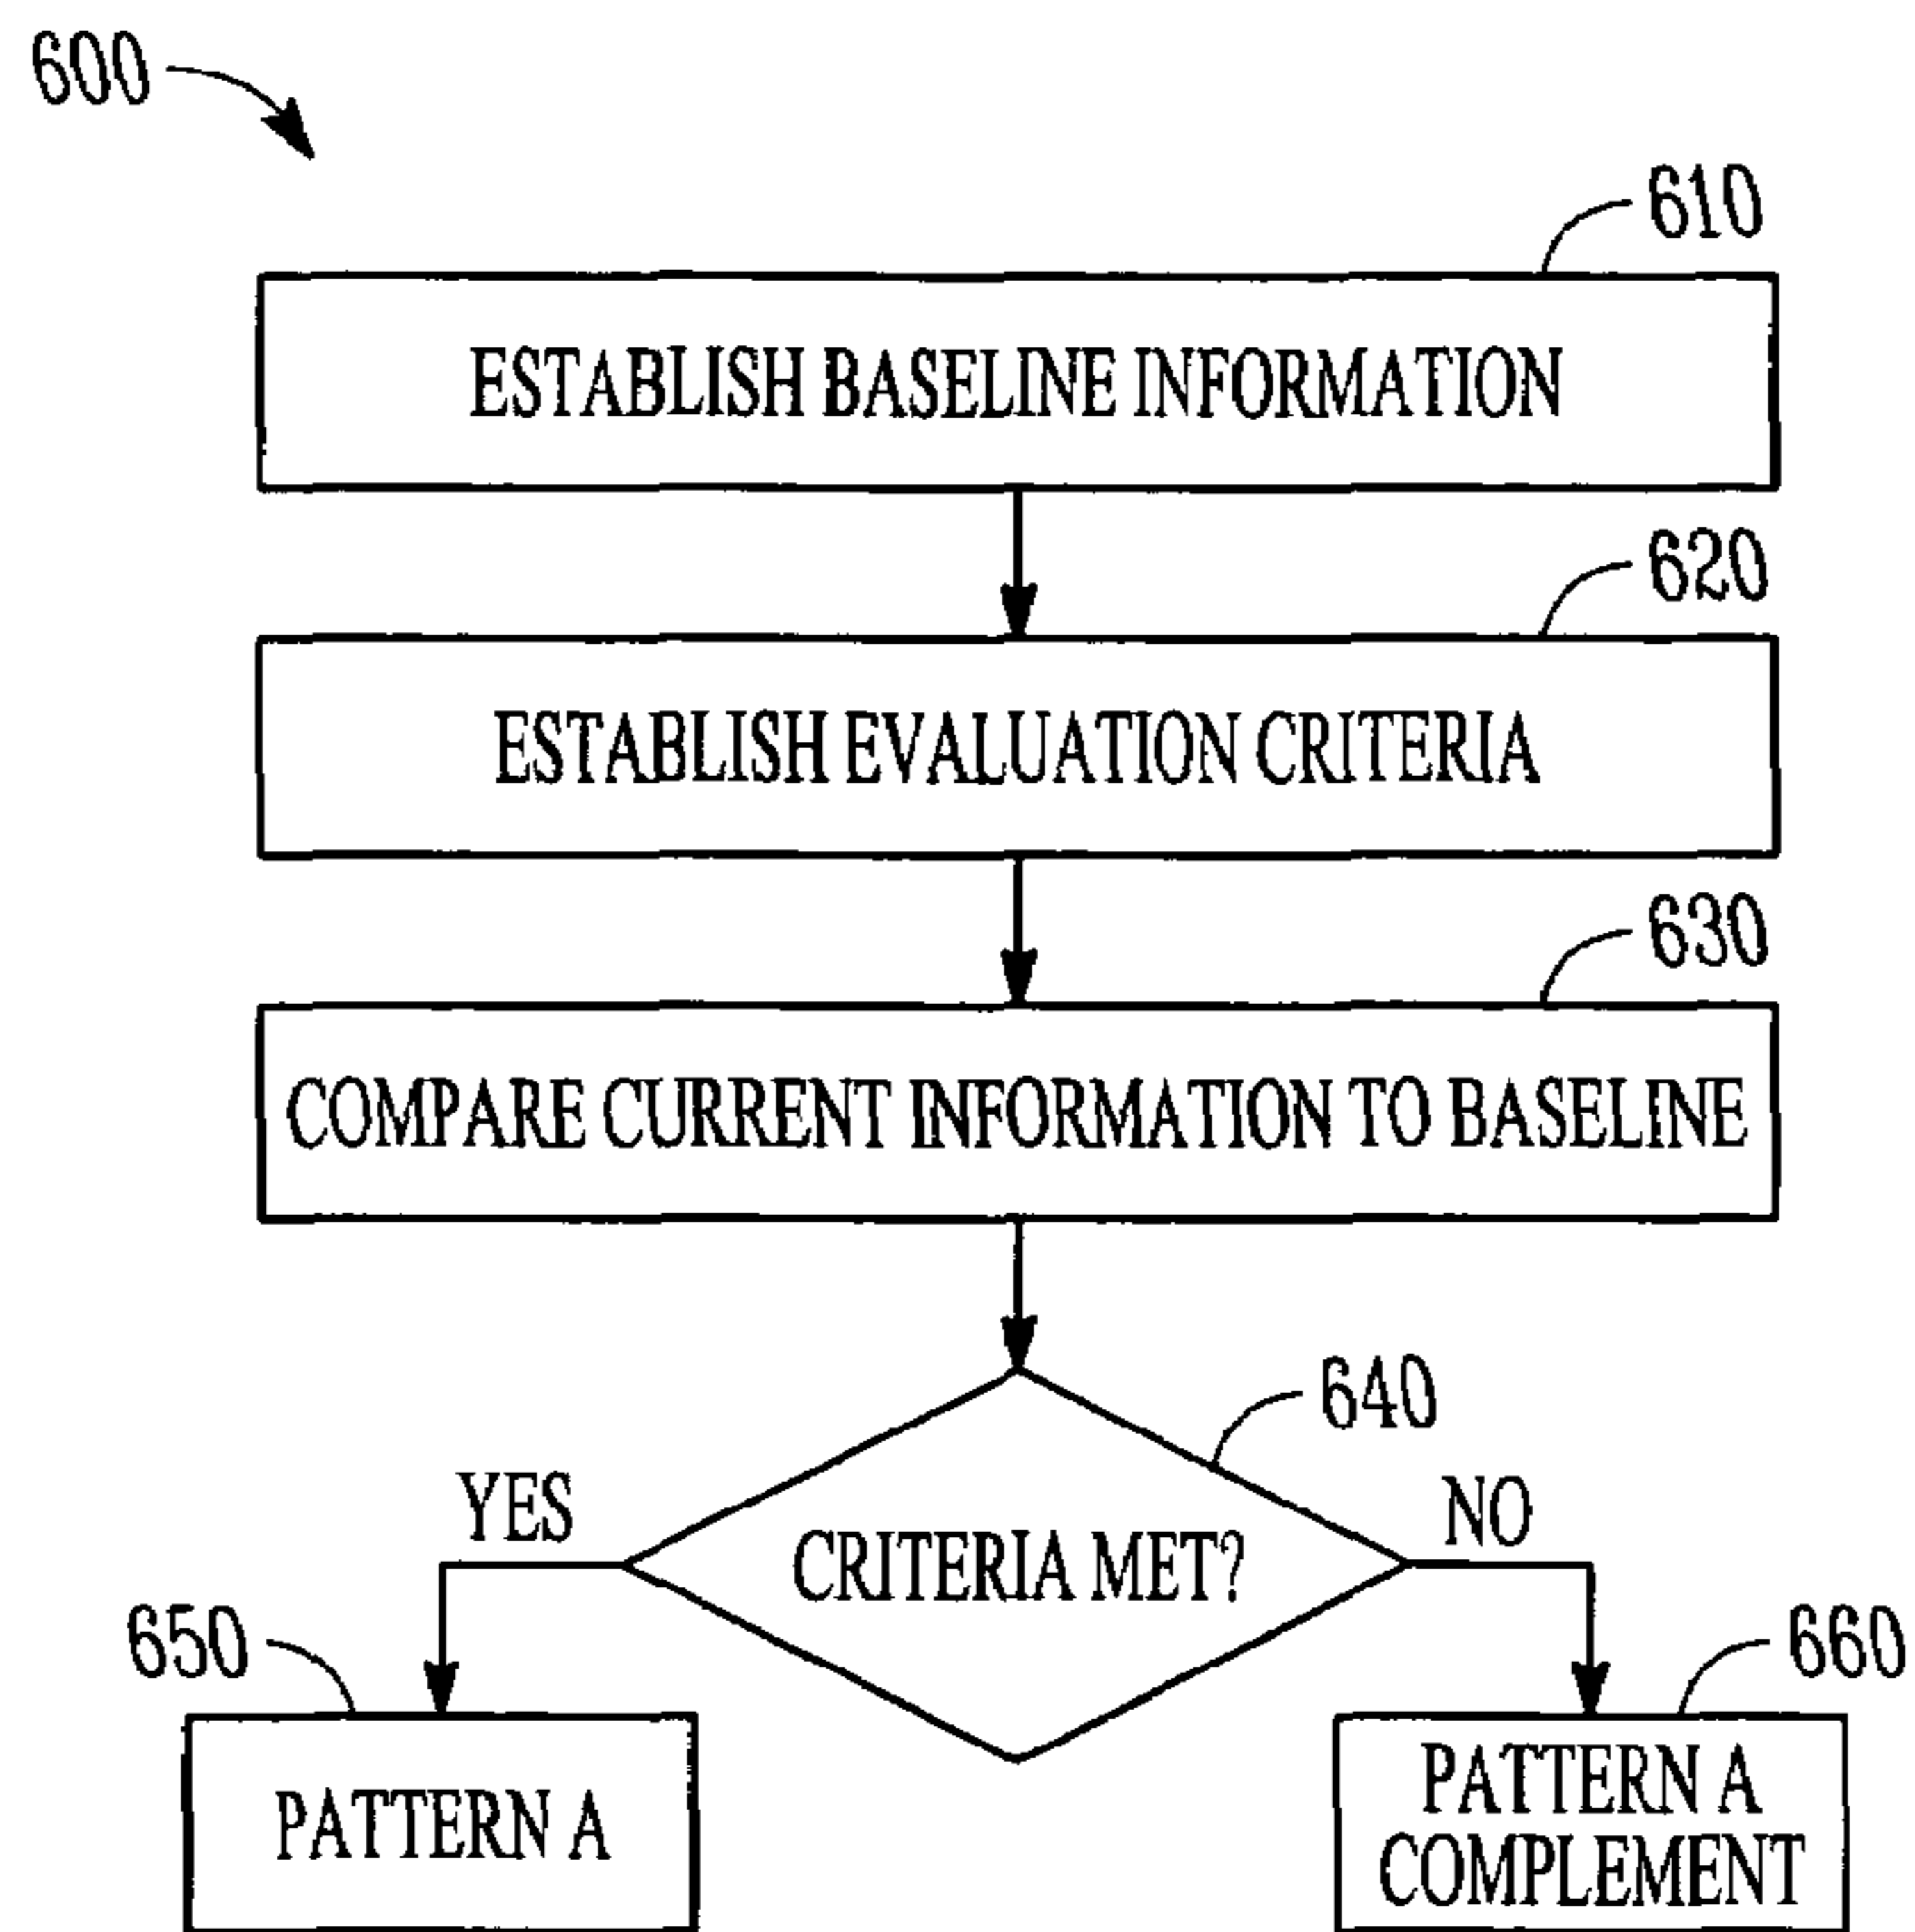 600
610
ESTABLISH BASELINE INFORMATION
620
ESTABLISH EVALUATION CRITERIA
630
COMPARE CURRENT INFORMATION TO BASELINE
640
YES
NO
CRITERIA MET?
650
660
PATTERN A
PATTERN A
COMPLEMENT